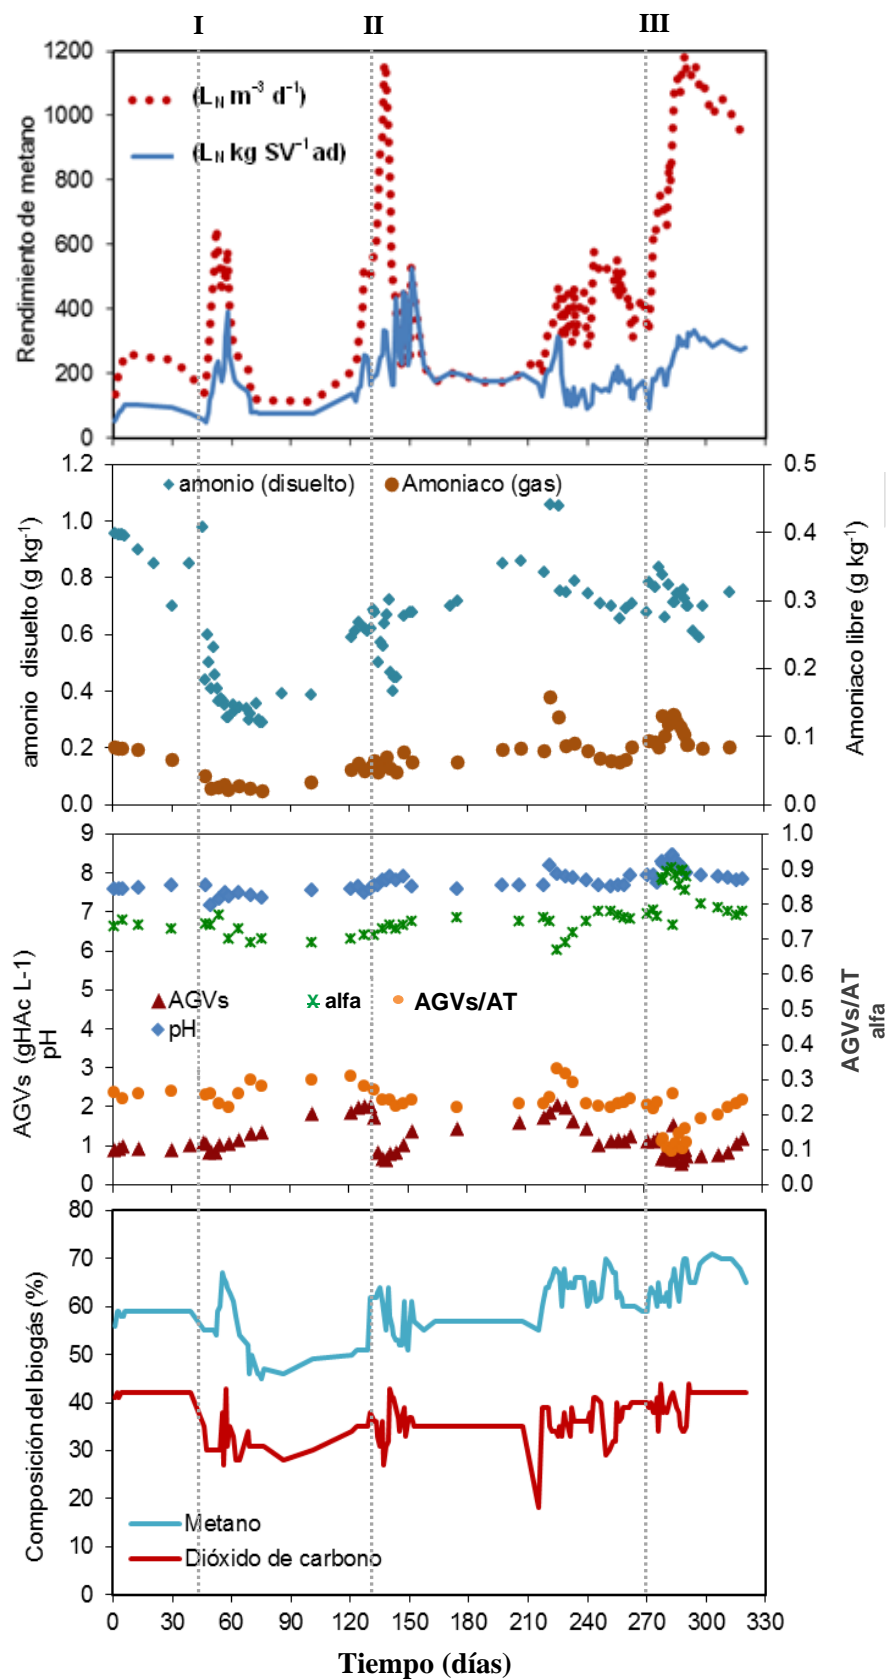 I II III
1200
1000
800
600
400
200
0
Rendimiento de metano
(L_N m⁻³ d⁻¹)
(L_N kg SV⁻¹ad)
1.2
1.0
0.8
0.6
0.4
0.2
0.0
amonio disuelto (g kg⁻¹)
amonio (disuelto) Amoniaco (gas)
0.5
0.4
0.3
0.2
0.1
0.0
Amoniaco libre (g kg⁻¹)
9
8
7
6
5
4
3
2
1
0
AGVs (gHAc L-1)
pH
AGVs alfa AGVs/AT
pH
1.0
0.9
0.8
0.7
0.6
0.5
0.4
0.3
0.2
0.1
0.0
AGVs/AT
alfa
80
70
60
50
40
30
20
10
0
Composición del biogás (%)
Metano
Dióxido de carbono
0 30 60 90 120 150 180 210 240 270 300 330
Tiempo (días)